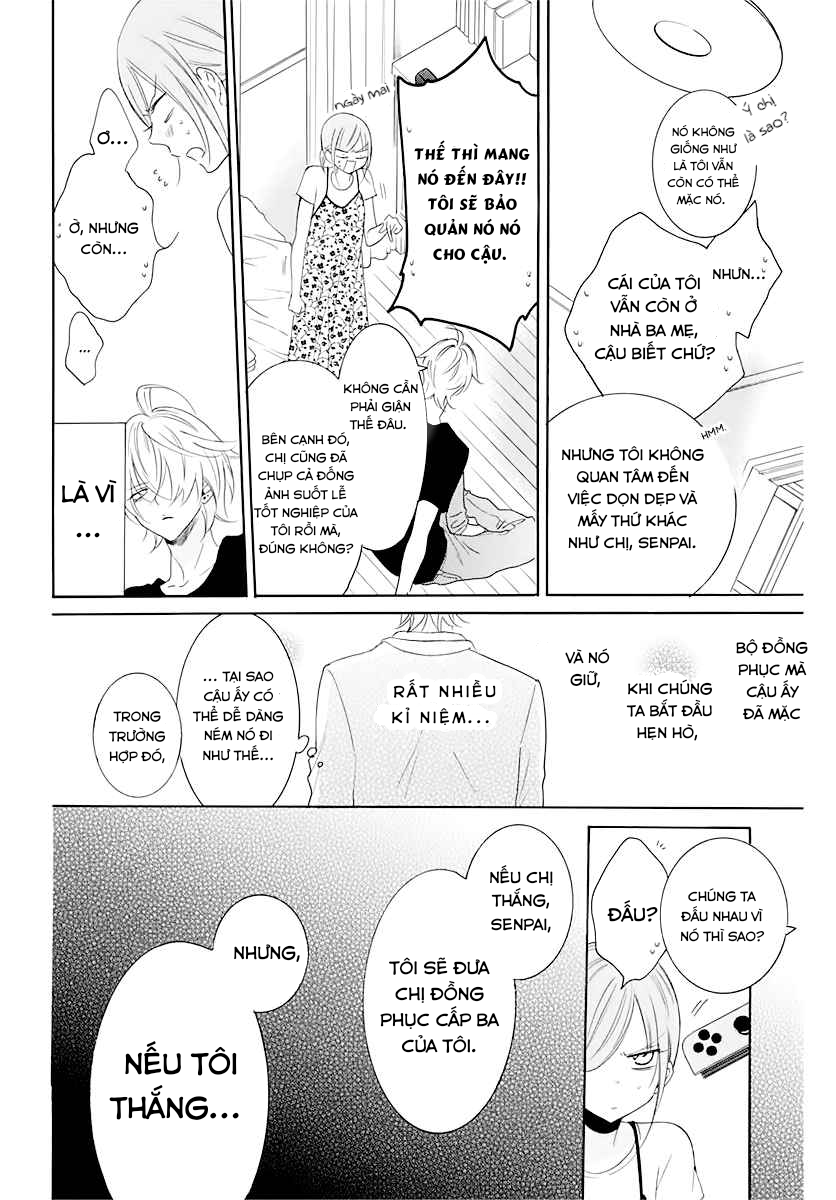 NÓ KHÔNG
GIỐNG NHƯ
LÀ TÔI VẪN
CÒN CÓ THỂ
MẶC NÓ.
Ý chị
là sao?
NHƯN...
CÁI CỦA TÔI
VẪN CÒN Ở
NHÀ BA MẸ,
CẬU BIẾT CHỨ?
HMM.
NHƯNG TÔI KHÔNG
QUAN TÂM ĐẾN
VIỆC DỌN DẸP VÀ
MẤY THỨ KHÁC
NHƯ CHỊ, SENPAI.
THẾ THÌ MANG
NÓ ĐẾN ĐÂY!!
TÔI SẼ BẢO
QUẢN NÓ NÓ
CHO CẬU.
ngày mai
KHÔNG CẦN
PHẢI GIẬN
THẾ ĐÂU.
BÊN CẠNH ĐÓ,
CHỊ CŨNG ĐÃ
CHỤP CẢ ĐỐNG
ẢNH SUỐT LỄ
TỐT NGHIỆP CỦA
TÔI RỒI MÀ,
ĐÚNG KHÔNG?
Ơ...
Ờ, NHƯNG
CÒN...
...
LÀ VÌ
...
BỘ ĐỒNG
PHỤC MÀ
CẬU ẤY
ĐÃ MẶC
KHI CHÚNG
TA BẮT ĐẦU
HẸN HÒ,
VÀ NÓ
GIỮ,
RẤT NHIỀU
KỈ NIỆM...
... TẠI SAO
CẬU ẤY CÓ
THỂ DỄ DÀNG
NÉM NÓ ĐI
NHƯ THẾ...
TRONG
TRƯỜNG
HỢP ĐÓ,
CHÚNG TA
ĐẤU NHAU VÌ
NÓ THÌ SAO?
ĐẤU?
NẾU CHỊ
THẮNG,
SENPAI,
TÔI SẼ ĐƯA
CHỊ ĐỒNG
PHỤC CẤP BA
CỦA TÔI.
NHƯNG,
NẾU TÔI
THẮNG...